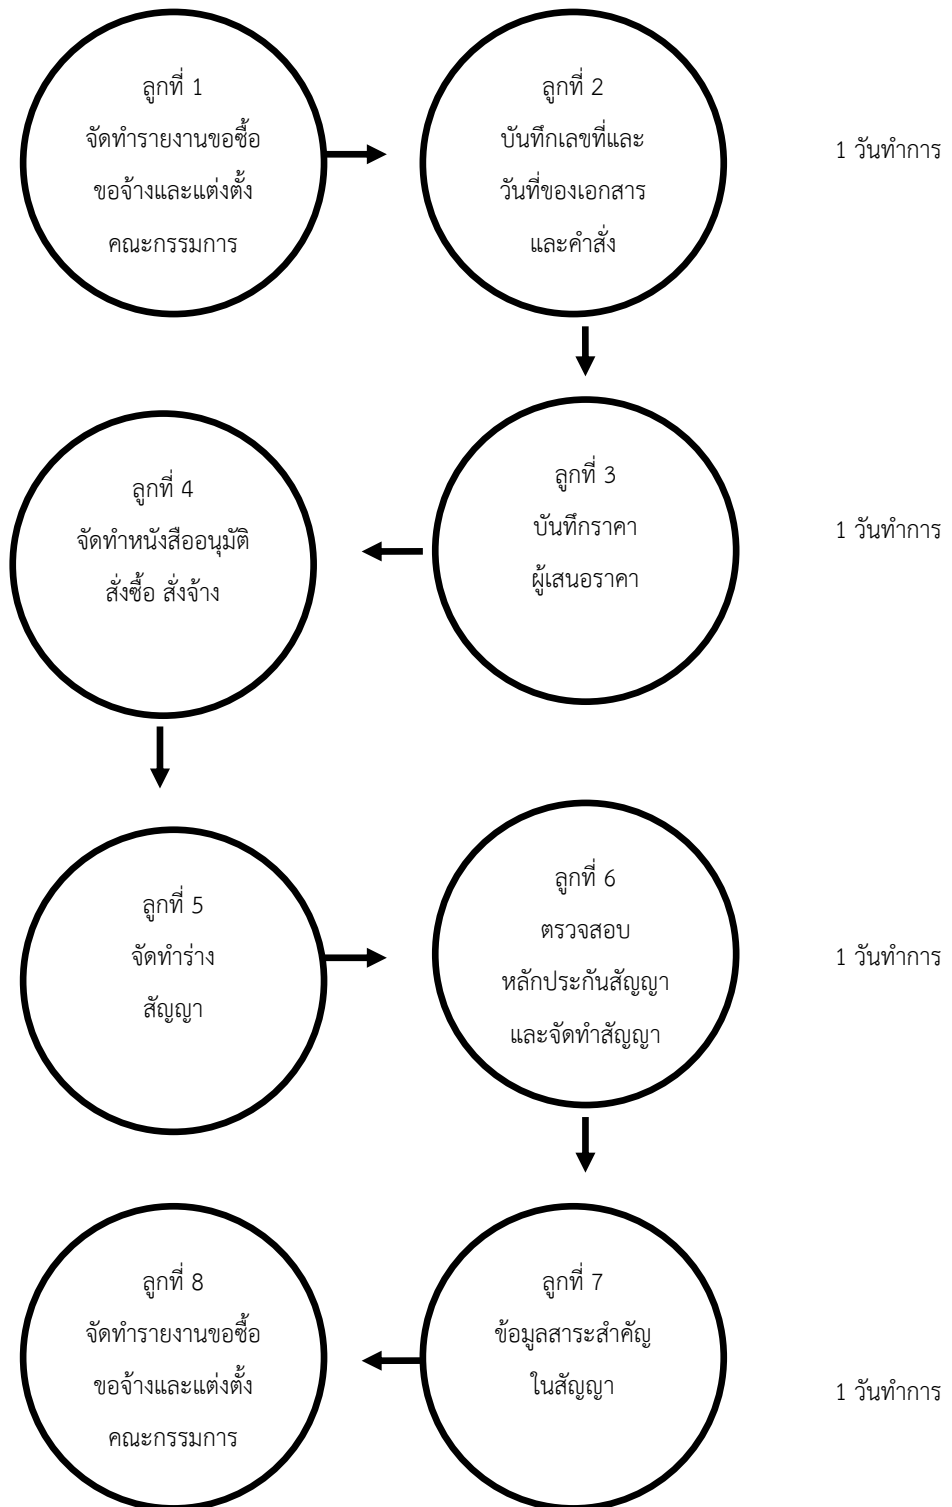 ลูกที่ 1
จัดทำรายงานขอซื้อ
ขอจ้างและแต่งตั้ง
คณะกรรมการ
ลูกที่ 2
บันทึกเลขที่และ
วันที่ของเอกสาร
และคำสั่ง
1 วันทำการ
ลูกที่ 3
บันทึกราคา
ผู้เสนอราคา
1 วันทำการ
ลูกที่ 4
จัดทำหนังสืออนุมัติ
สั่งซื้อ สั่งจ้าง
ลูกที่ 5
จัดทำร่าง
สัญญา
ลูกที่ 6
ตรวจสอบ
หลักประกันสัญญา
และจัดทำสัญญา
1 วันทำการ
ลูกที่ 7
ข้อมูลสาระสำคัญ
ในสัญญา
1 วันทำการ
ลูกที่ 8
จัดทำรายงานขอซื้อ
ขอจ้างและแต่งตั้ง
คณะกรรมการ